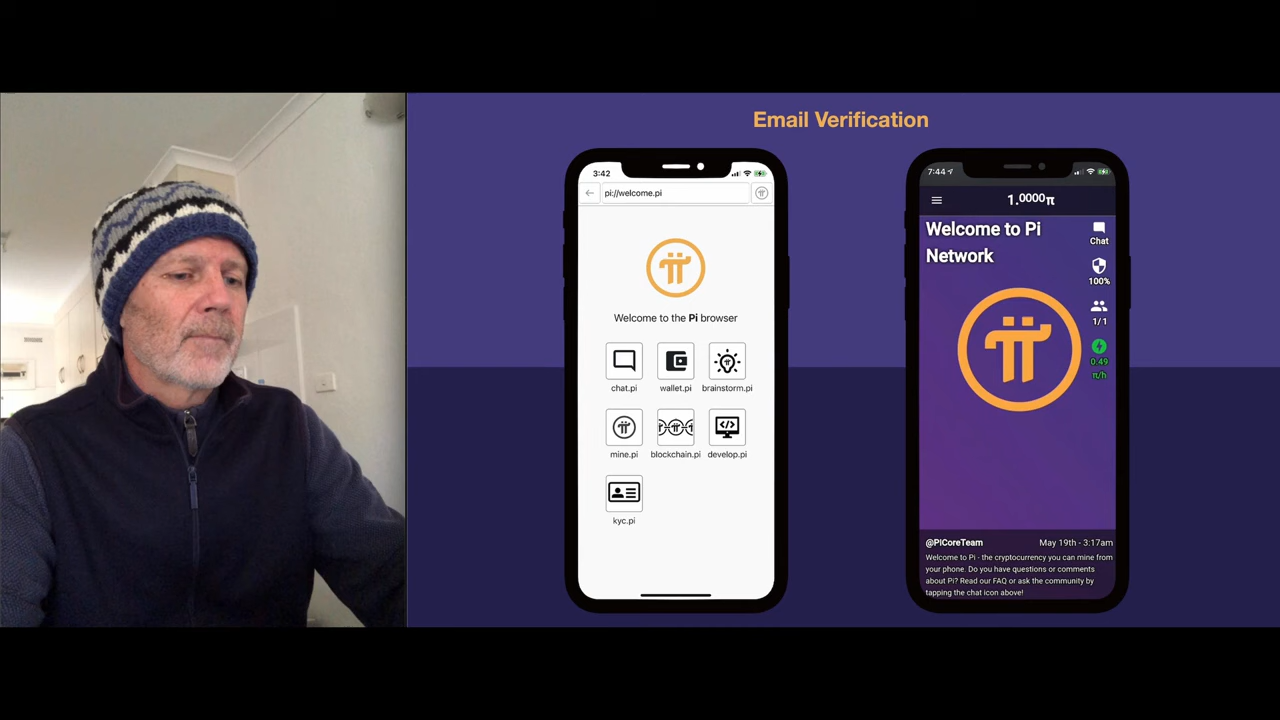 Email Verification
3:42
pi://welcome.pi
Welcome to the Pi browser
chat.pi
wallet.pi
brainstorm.pi
mine.pi
blockchain.pi
develop.pi
kyc.pi
7:44
1.0000π
Welcome to Pi
Network
Chat
100%
1/1
0.49
π/h
@PiCoreTeam
May 19th - 3:17am
Welcome to Pi - the cryptocurrency you can mine from
your phone. Do you have questions or comments
about Pi? Read our FAQ or ask the community by
tapping the chat icon above!